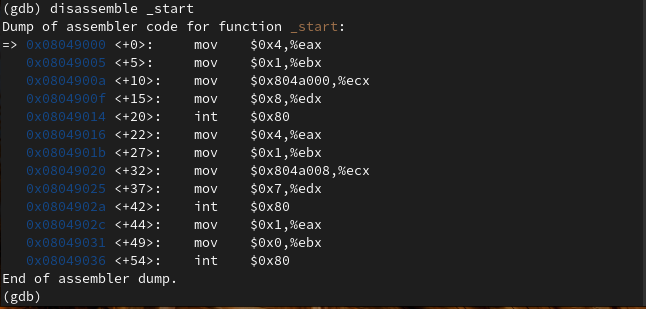 (gdb) disassemble _start
Dump of assembler code for function _start:
=> 0x08049000 <+0>:     mov    $0x4,%eax
   0x08049005 <+5>:     mov    $0x1,%ebx
   0x0804900a <+10>:    mov    $0x804a000,%ecx
   0x0804900f <+15>:    mov    $0x8,%edx
   0x08049014 <+20>:    int    $0x80
   0x08049016 <+22>:    mov    $0x4,%eax
   0x0804901b <+27>:    mov    $0x1,%ebx
   0x08049020 <+32>:    mov    $0x804a008,%ecx
   0x08049025 <+37>:    mov    $0x7,%edx
   0x0804902a <+42>:    int    $0x80
   0x0804902c <+44>:    mov    $0x1,%eax
   0x08049031 <+49>:    mov    $0x0,%ebx
   0x08049036 <+54>:    int    $0x80
End of assembler dump.
(gdb)